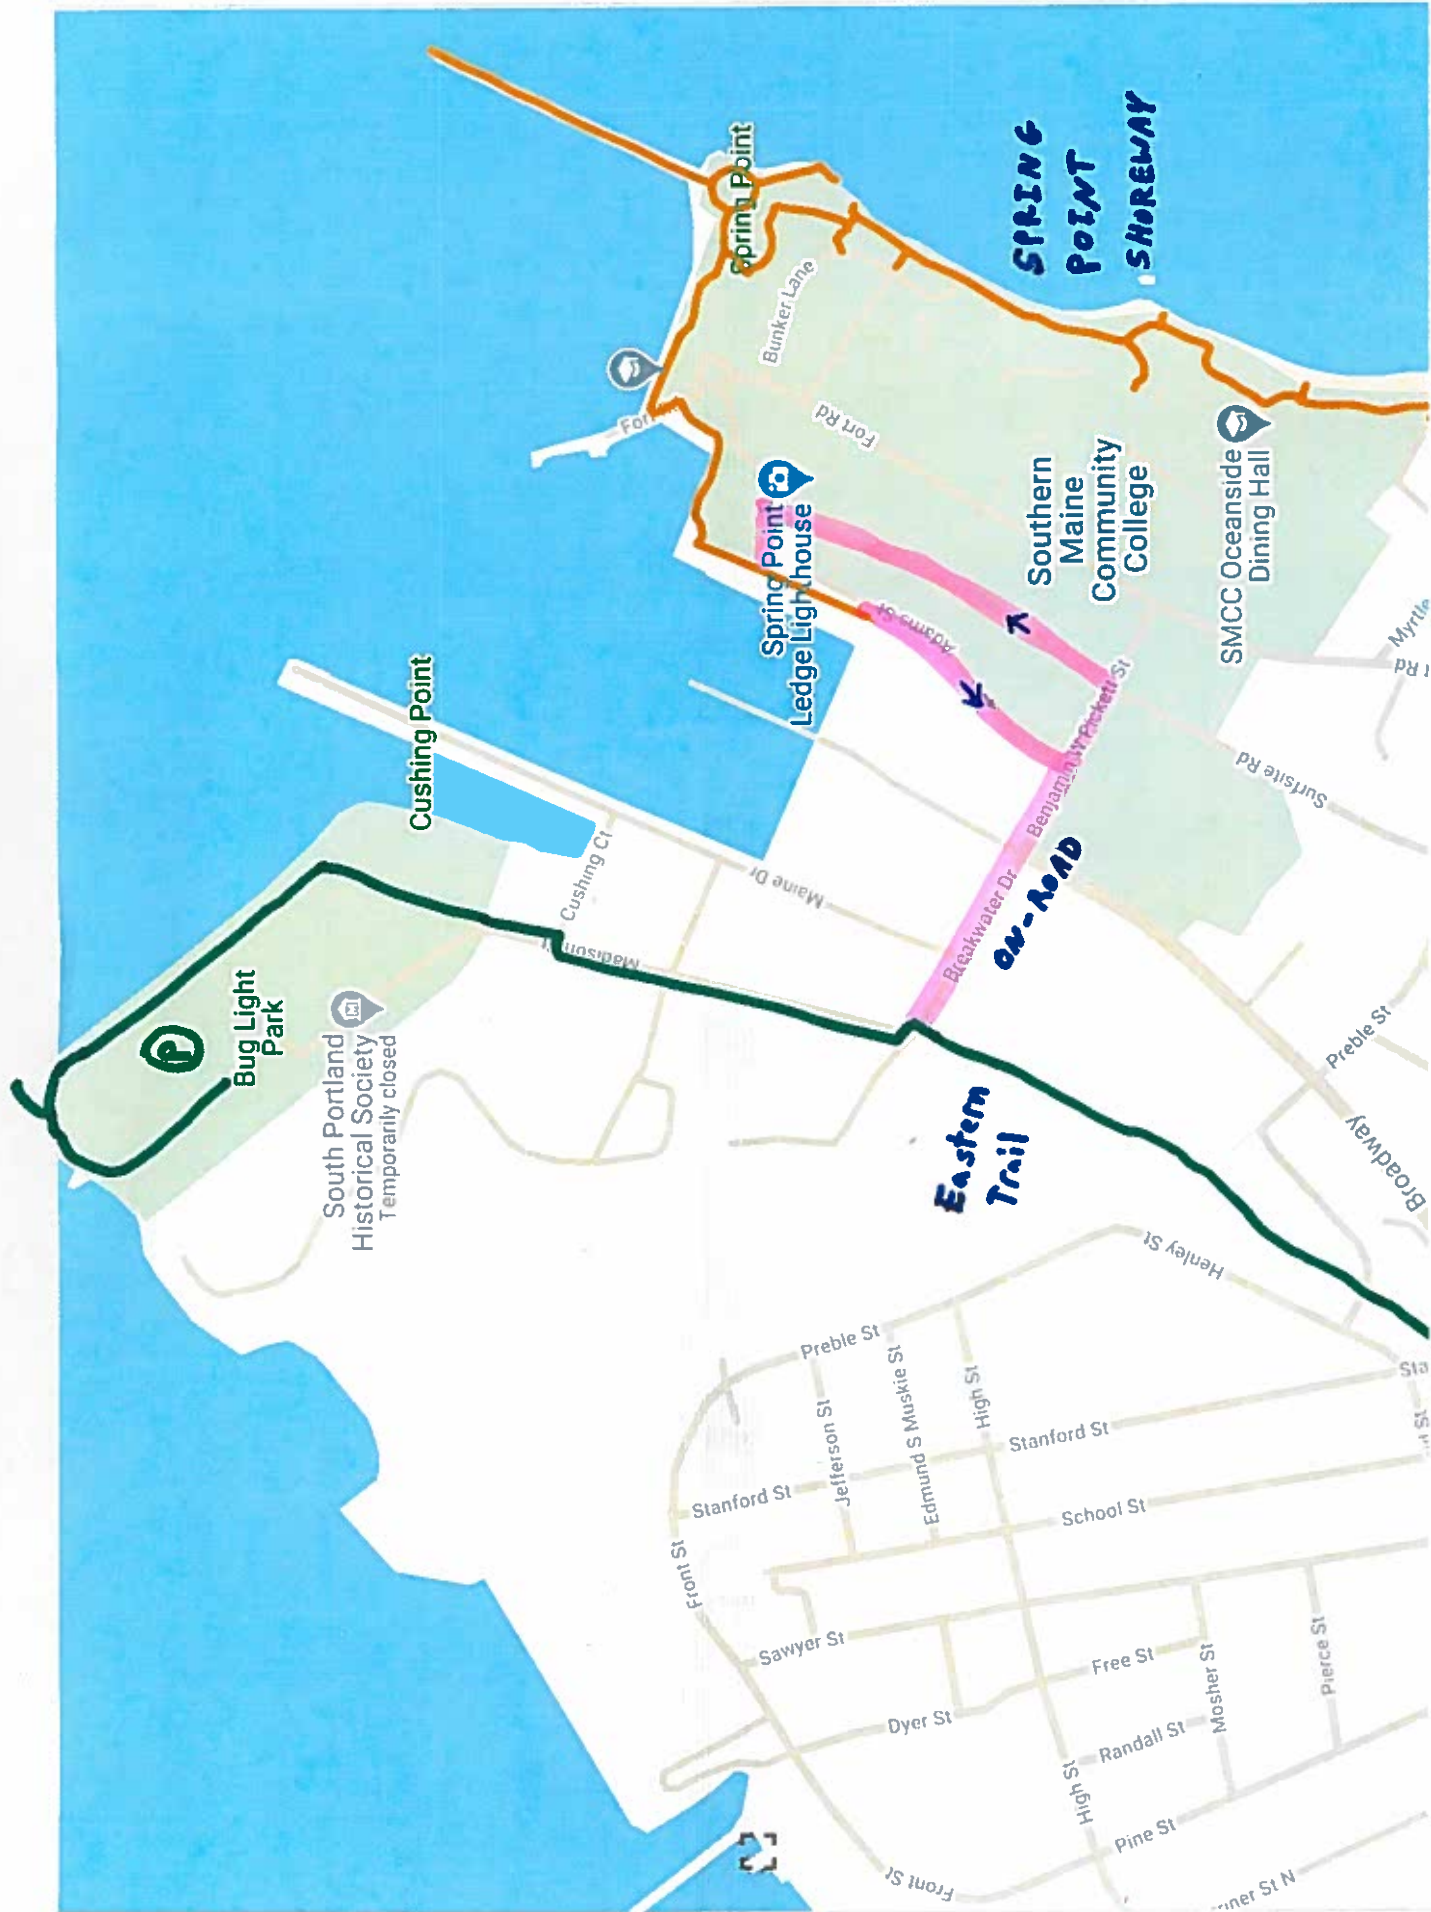 Spring Point
SPRING
POINT
SHOREWAY
Bunker Lane
For
Fort Rd
Spring Point
Ledge Lighthouse
Southern
Maine
Community
College
SMCC Oceanside
Dining Hall
Cushing Point
Adams St
Benjamin W Pickett St
Myrtle
Surfsite Rd
Cushing Ct
Maine Dr
Breakwater Dr
ON-ROAD
Madison
P
Bug Light
Park
South Portland
Historical Society
Temporarily closed
Eastern
Trail
Preble St
Broadway
Henley St
Preble St
Jefferson St
Edmund S Muskie St
High St
Stanford St
Stanford St
Sta
Front St
School St
Sawyer St
Free St
Mosher St
Pierce St
Dyer St
Randall St
High St
Pine St
Front St